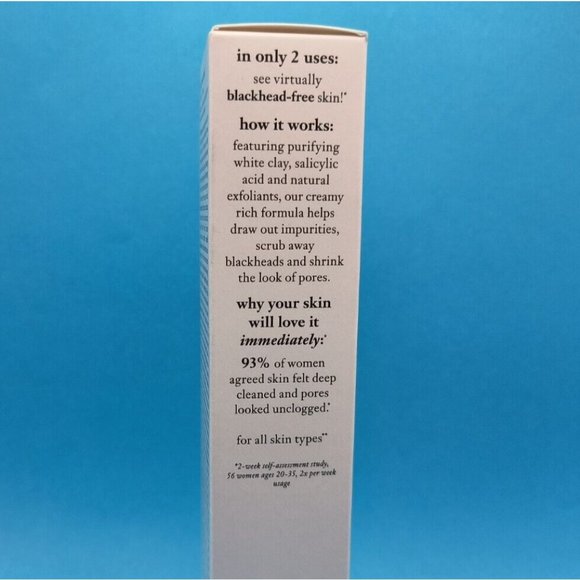 in only 2 uses:
see virtually
blackhead-free skin!*
how it works:
featuring purifying
white clay, salicylic
acid and natural
exfoliants, our creamy
rich formula helps
draw out impurities,
scrub away
blackheads and shrink
the look of pores.
why your skin
will love it
immediately:*
93% of women
agreed skin felt deep
cleaned and pores
looked unclogged.*
for all skin types**
*2-week self-assessment study,
56 women ages 20-35, 2x per week
usage